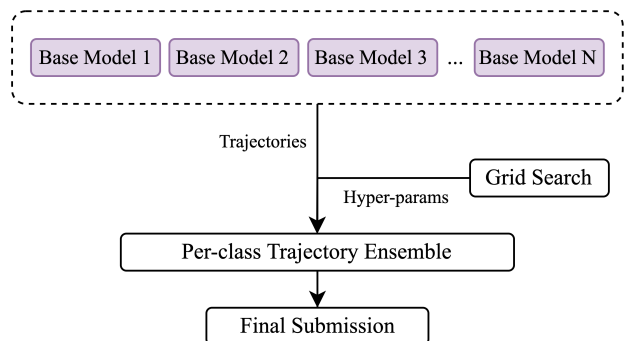 Base Model 1 Base Model 2 Base Model 3 ... Base Model N
Trajectories
Grid Search
Hyper-params
Per-class Trajectory Ensemble
Final Submission